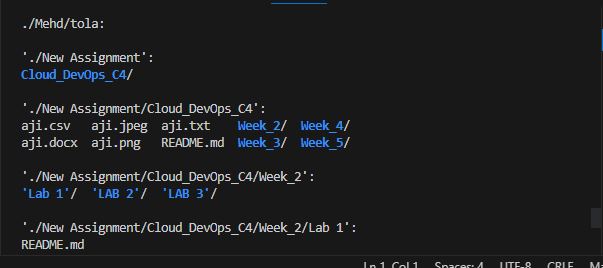 ./Mehd/tola:
'./New Assignment':
Cloud_DevOps_C4/
'./New Assignment/Cloud_DevOps_C4':
aji.csv aji.jpeg aji.txt Week_2/ Week_4/
aji.docx aji.png README.md Week_3/ Week_5/
'./New Assignment/Cloud_DevOps_C4/Week_2':
'Lab 1'/ 'LAB 2'/ 'LAB 3'/
'./New Assignment/Cloud_DevOps_C4/Week_2/Lab 1':
README.md
Ln 1, Col 1 Spaces: 4 UTF-8 CRLF